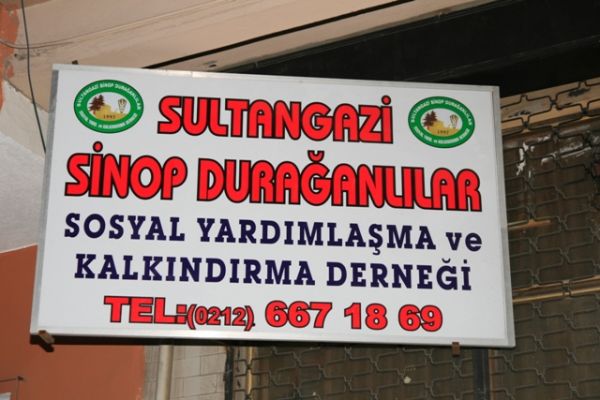 SULTANGAZİ
SİNOP DURAĞANLILAR
SOSYAL YARDIMLAŞMA ve
KALKINDIRMA DERNEĞİ
TEL:(0212) 667 18 69